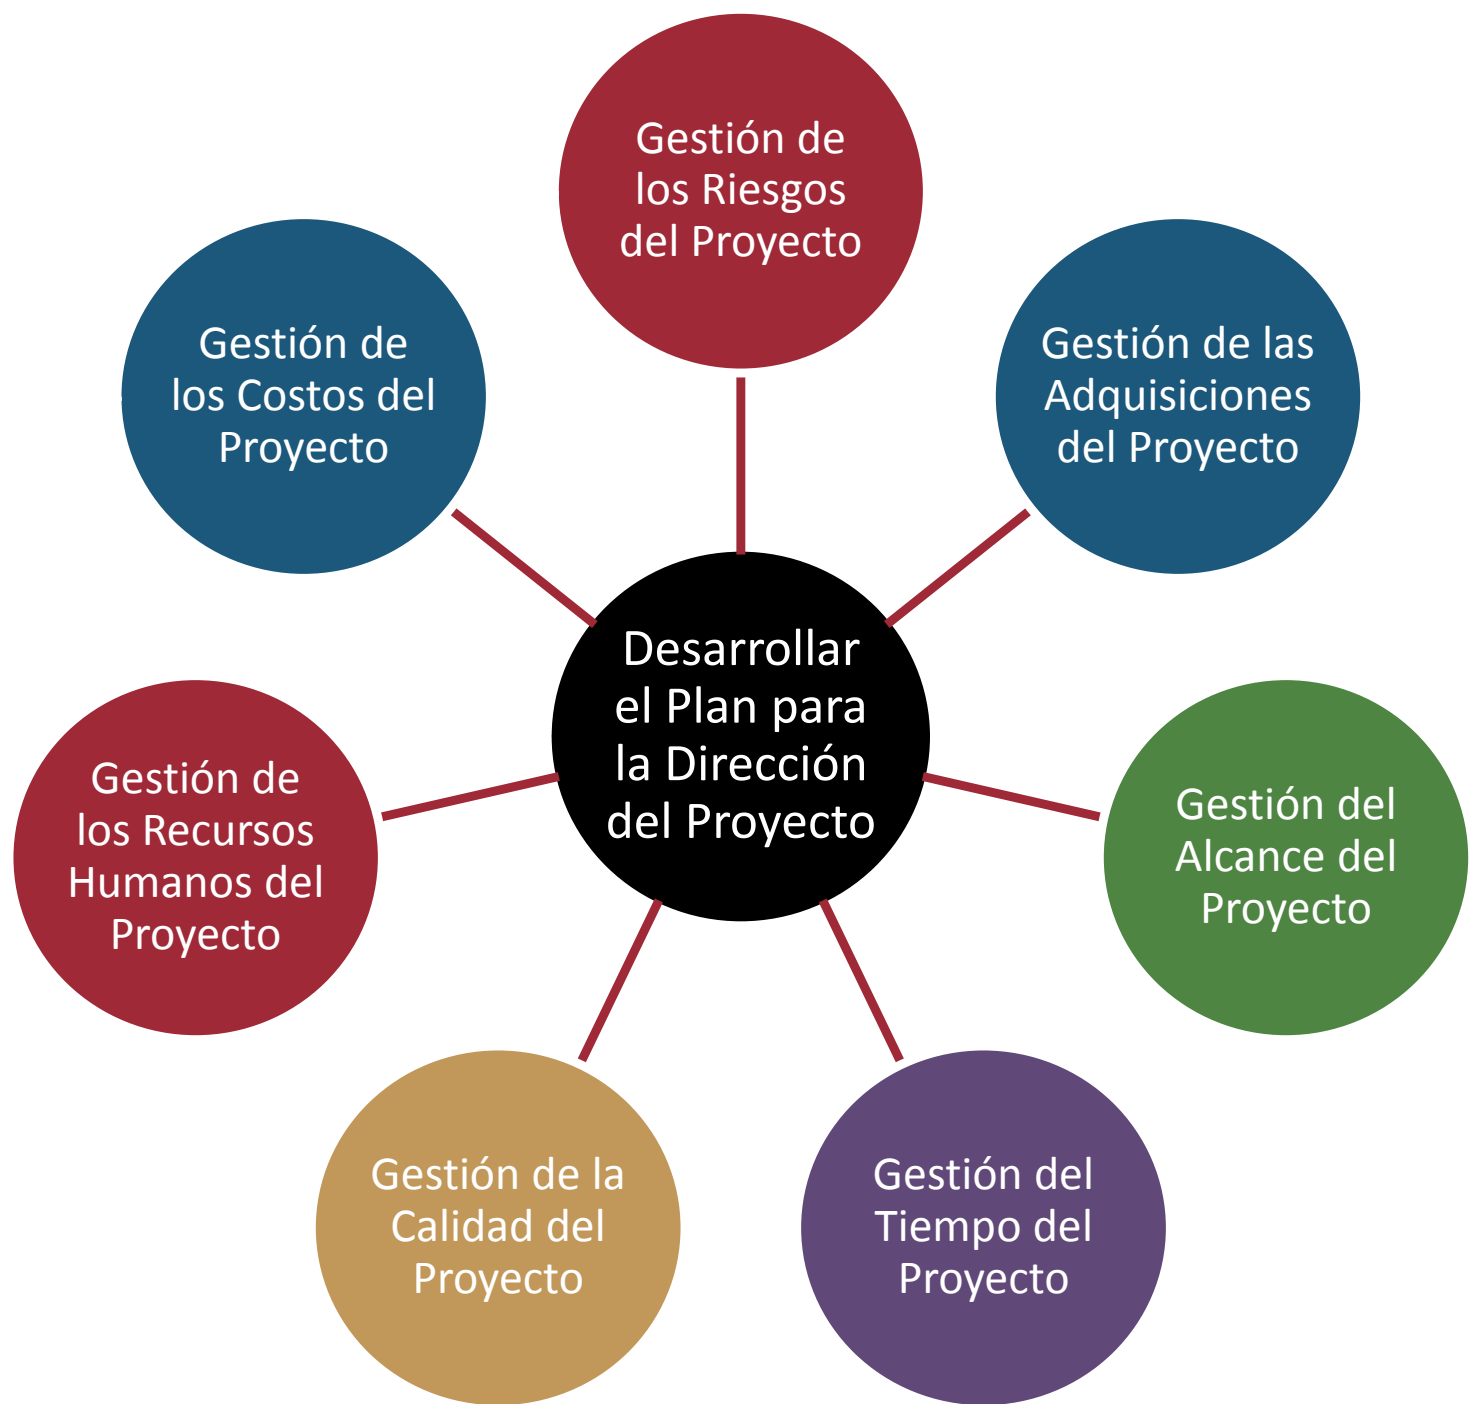 Gestión de
los Riesgos
del Proyecto
Gestión de
los Costos del
Proyecto
Gestión de las
Adquisiciones
del Proyecto
Desarrollar
el Plan para
la Dirección
del Proyecto
Gestión de
los Recursos
Humanos del
Proyecto
Gestión del
Alcance del
Proyecto
Gestión de la
Calidad del
Proyecto
Gestión del
Tiempo del
Proyecto